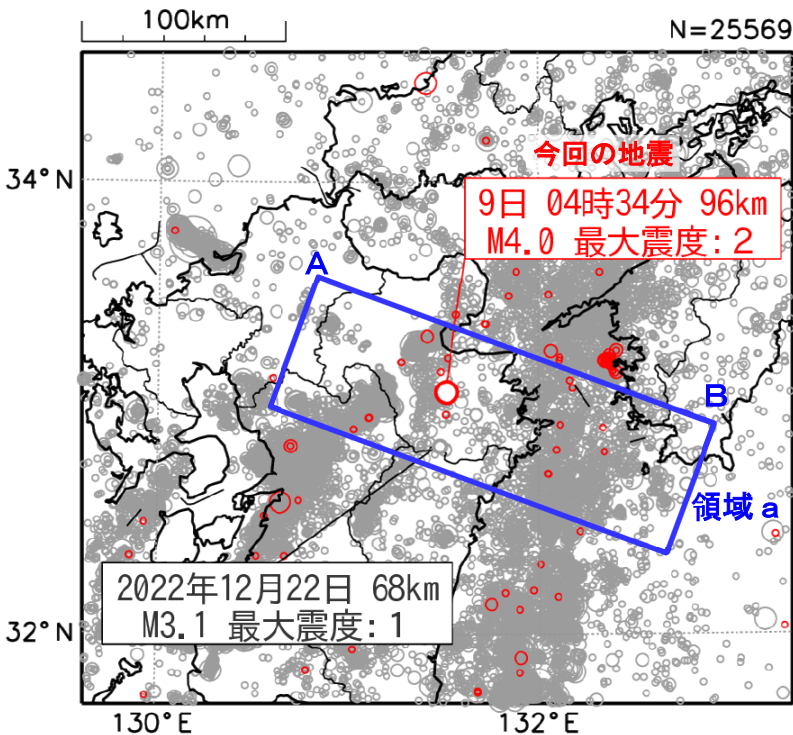 100km
N=25569
34°N
今回の地震
9日 04時34分 96km
M4.0 最大震度:2
A
B
領域a
2022年12月22日 68km
M3.1 最大震度:1
32°N
130°E
132°E